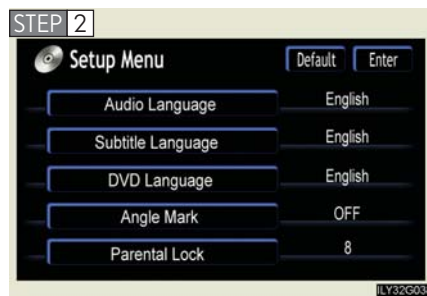 STEP 2
Setup Menu Default Enter
Audio Language English
Subtitle Language English
DVD Language English
Angle Mark OFF
Parental Lock 8
ILY32G03